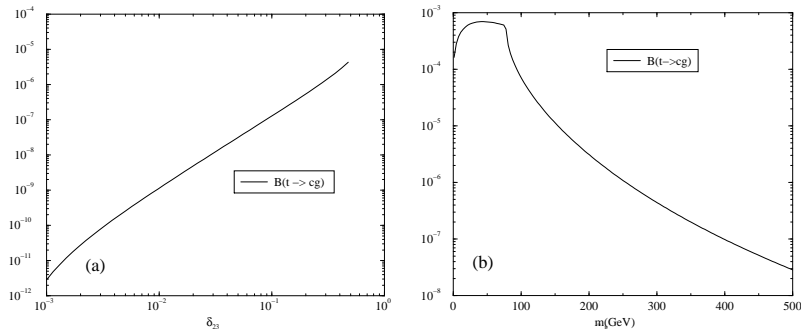 10⁻⁴
10⁻⁵
10⁻⁶
10⁻⁷
10⁻⁸
10⁻⁹
10⁻¹⁰
10⁻¹¹
10⁻¹²
B(t −> cg)
(a)
10⁻³ 10⁻² 10⁻¹ 10⁰
δ₂₃
10⁻³
10⁻⁴
10⁻⁵
10⁻⁶
10⁻⁷
10⁻⁸
B(t−>cg)
(b)
0 100 200 300 400 500
m (GeV)